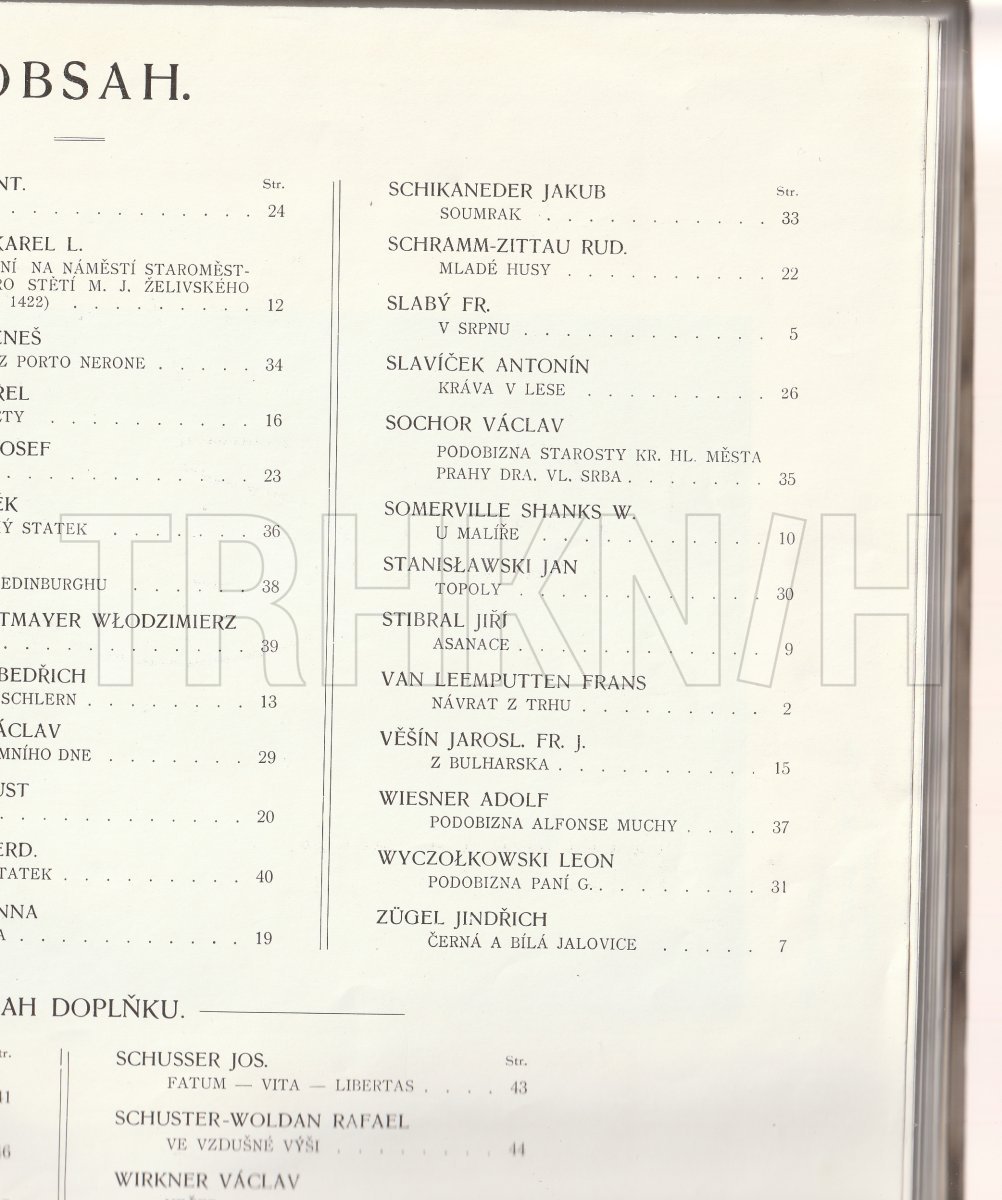 OBSAH.
NT.
Str.
. . . . . . . . . . . . . 24
KAREL L.
NÍ NA NÁMĚSTÍ STAROMĚST-
RO STĚTÍ M. J. ŽELIVSKÉHO
1422) . . . . . . . . . 12
ENEŠ
Z PORTO NERONE . . . . . 34
REL
ETY . . . . . . . . . . 16
OSEF
. . . . . . . . . . . . 23
EK
NÝ STATEK . . . . . . . 36
EDINBURGHU . . . . . . 38
TMAYER WŁODZIMIERZ
. . . . . . . . . . . . 39
BEDŘICH
SCHLERN . . . . . . . . 13
ÁCLAV
MNÍHO DNE . . . . . . . 29
UST
. . . . . . . . . . . . 20
ERD.
TATEK . . . . . . . . . 40
NNA
A . . . . . . . . . . . 19
SCHIKANEDER JAKUB
Str.
SOUMRAK . . . . . . . . . . . 33
SCHRAMM-ZITTAU RUD.
MLADÉ HUSY . . . . . . . . . . 22
SLABÝ FR.
V SRPNU . . . . . . . . . . . . 5
SLAVÍČEK ANTONÍN
KRÁVA V LESE . . . . . . . . . 26
SOCHOR VÁCLAV
PODOBIZNA STAROSTY KR. HL. MĚSTA
PRAHY DRA. VL. SRBA . . . . . . . 35
SOMERVILLE SHANKS W.
U MALÍŘE . . . . . . . . . . . 10
STANISŁAWSKI JAN
TOPOLY . . . . . . . . . . . . 30
STIBRAL JIŘÍ
ASANACE . . . . . . . . . . . . 9
VAN LEEMPUTTEN FRANS
NÁVRAT Z TRHU . . . . . . . . . 2
VĚŠÍN JAROSL. FR. J.
Z BULHARSKA . . . . . . . . . . 15
WIESNER ADOLF
PODOBIZNA ALFONSE MUCHY . . . . 37
WYCZOŁKOWSKI LEON
PODOBIZNA PANÍ G. . . . . . . . 31
ZÜGEL JINDŘICH
ČERNÁ A BÍLÁ JALOVICE . . . . . 7
AH DOPLŇKU.
tr.
41
46
SCHUSSER JOS.
Str.
FATUM — VITA — LIBERTAS . . . . 43
SCHUSTER-WOLDAN RAFAEL
VE VZDUŠNÉ VÝŠI . . . . . . . . 44
WIRKNER VÁCLAV
TRHKNIH